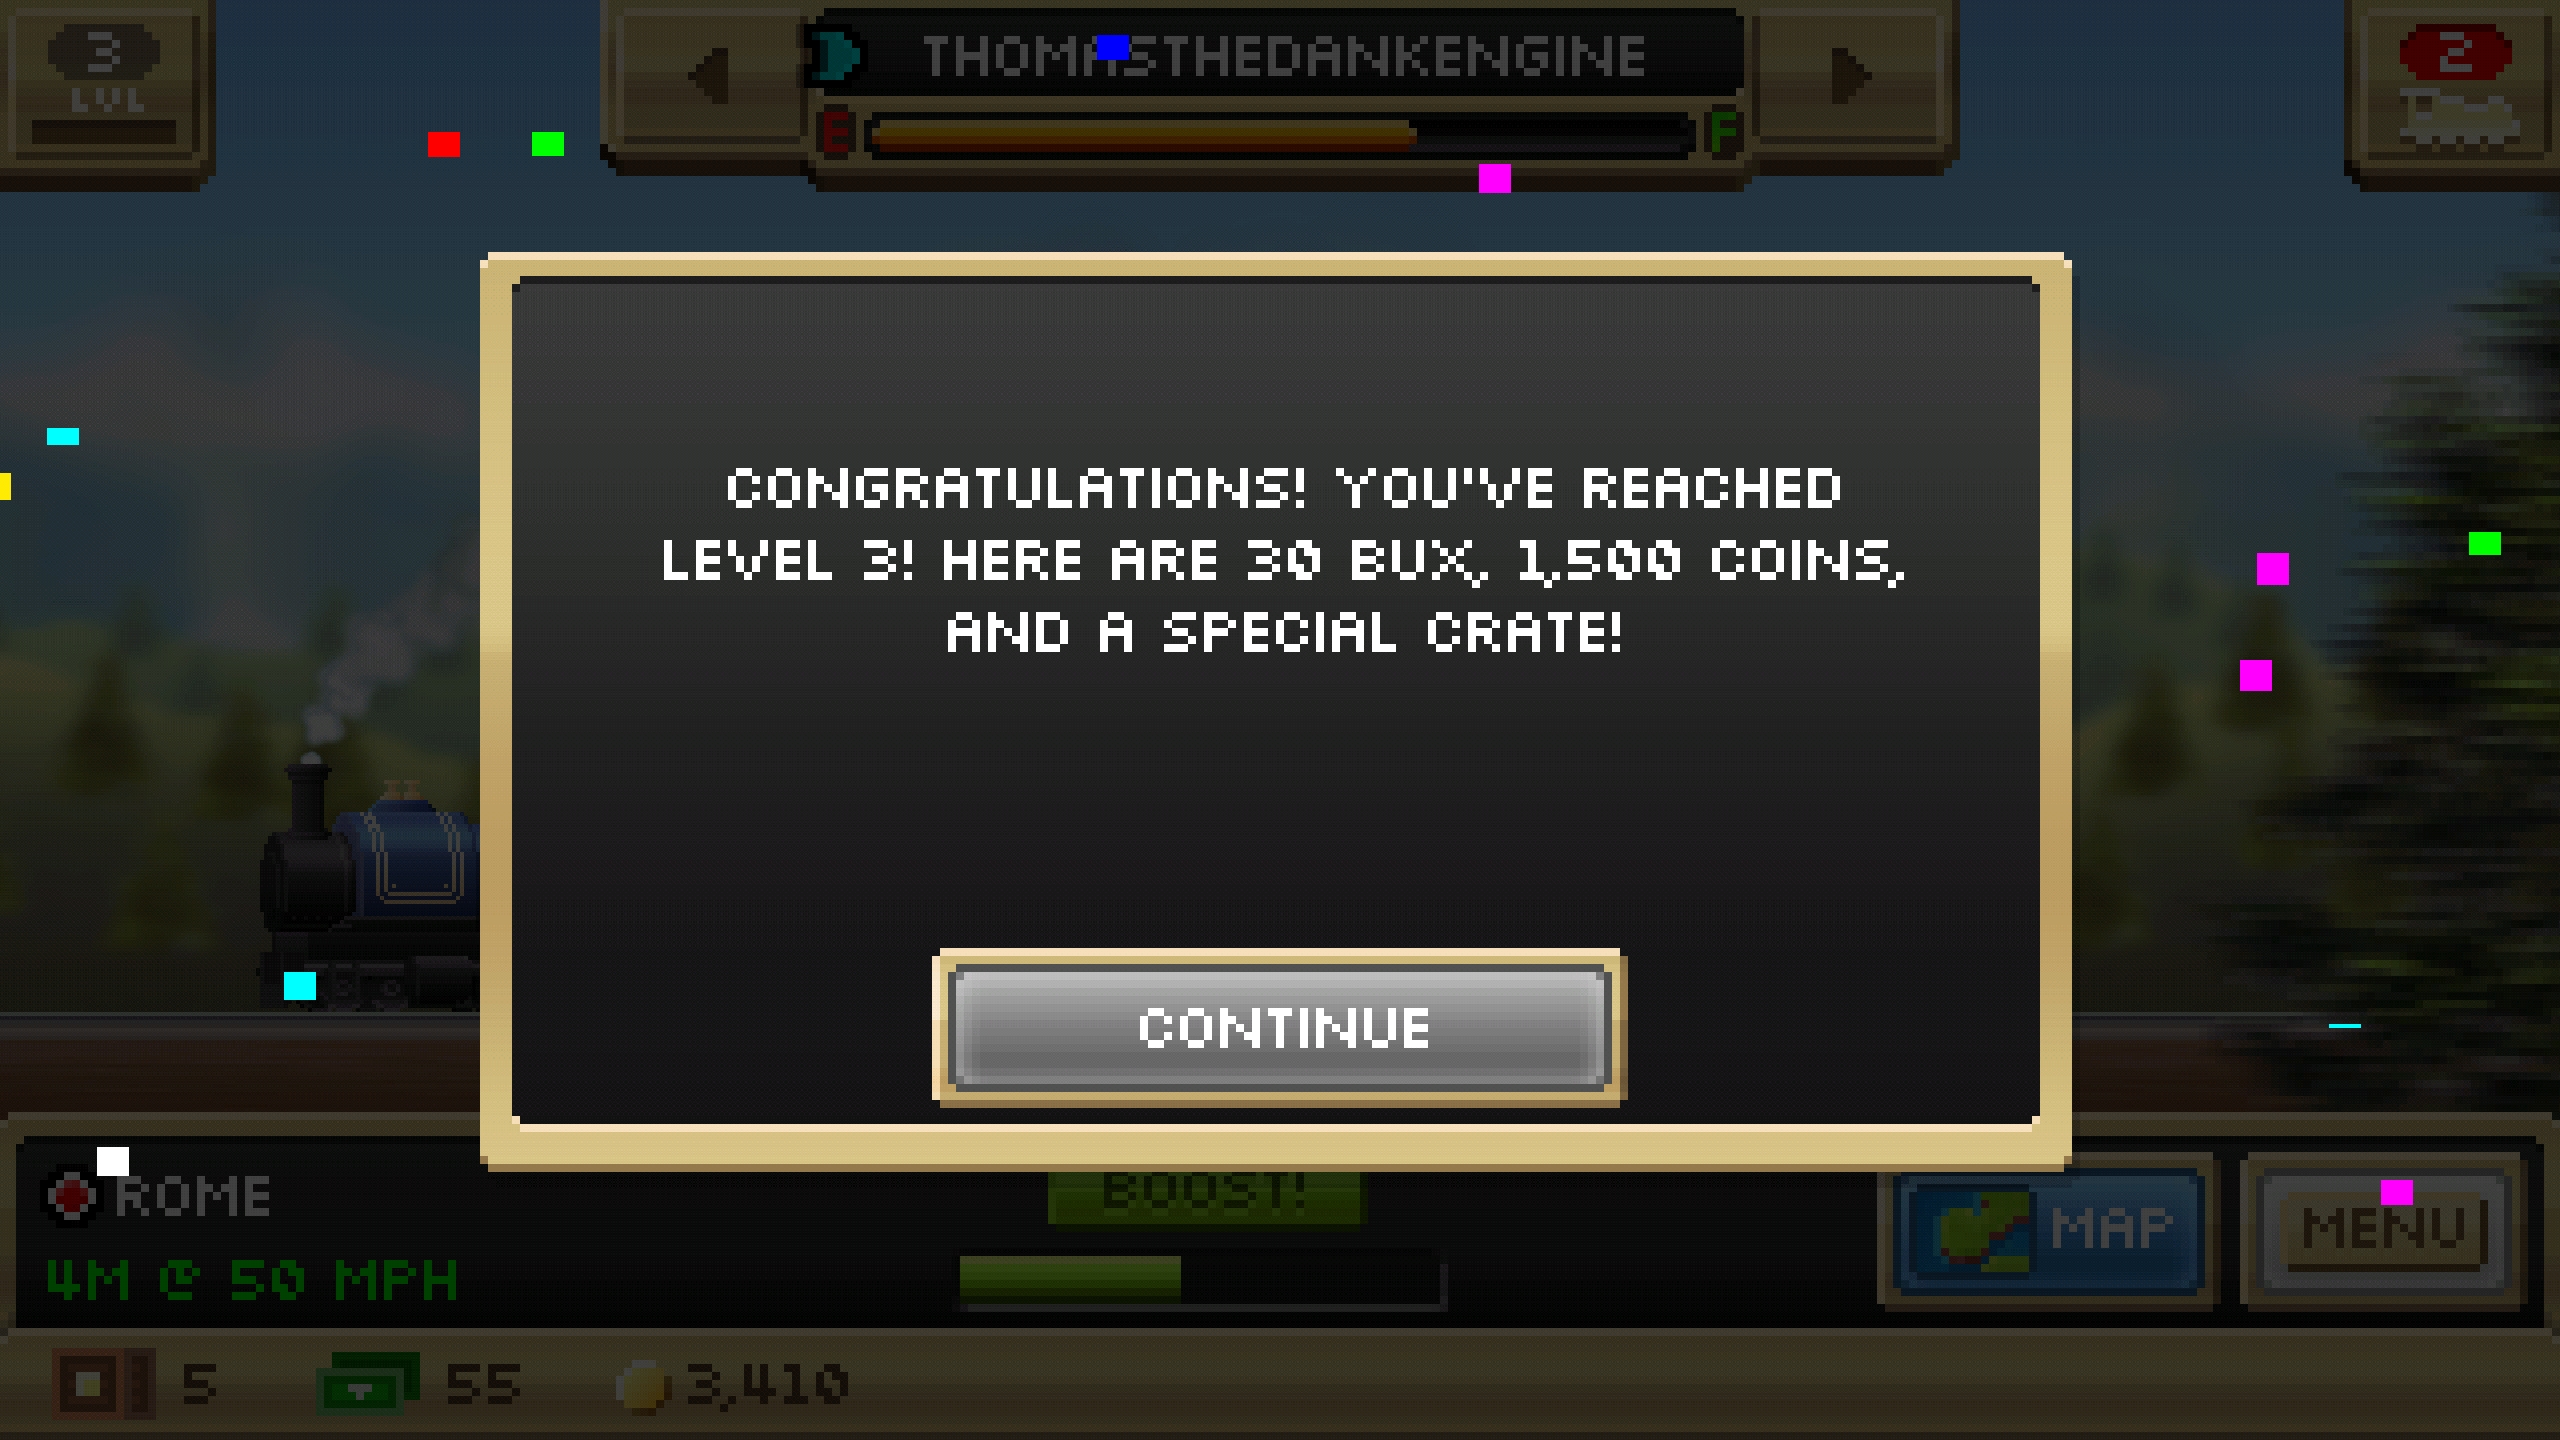 3
LVL
THOMASTHEDANKENGINE
E
F
2
CONGRATULATIONS! YOU'VE REACHED
LEVEL 3! HERE ARE 30 BUX, 1,500 COINS,
AND A SPECIAL CRATE!
CONTINUE
ROME
BOOST!
MAP
MENU
4M @ 50 MPH
5
55
3,410